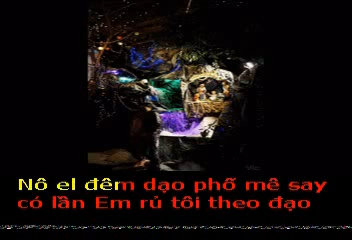 Nô el đêm dạo phố mê say
có lần Em rủ tôi theo đạo